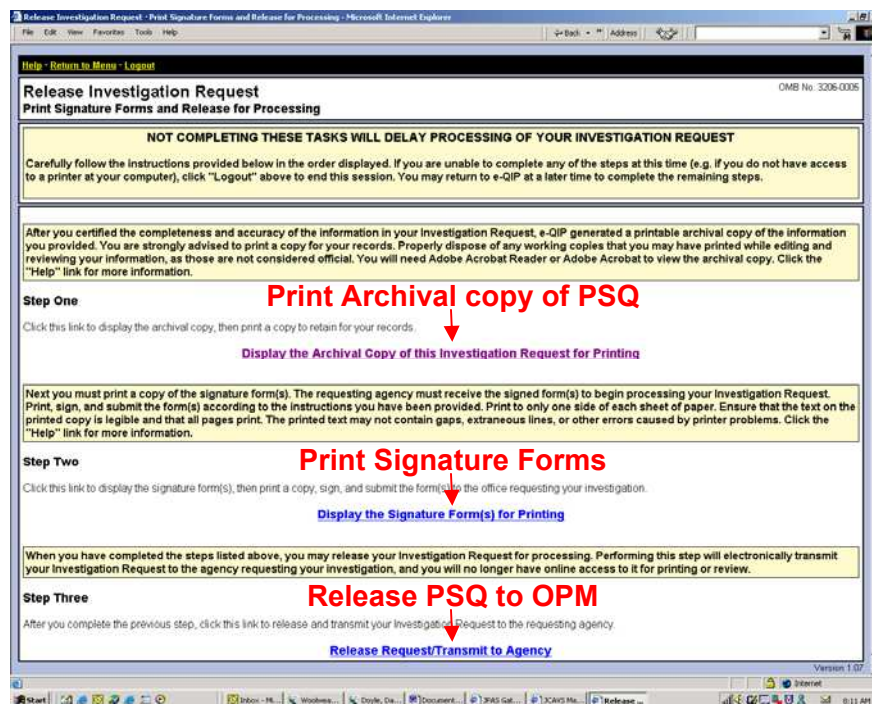 Release Investigation Request - Print Signature Forms and Release for Processing - Microsoft Internet Explorer
File Edit View Favorites Tools Help
Back Address
Help - Return to Menu - Logout
Release Investigation Request
OMB No. 3206-0005
Print Signature Forms and Release for Processing
NOT COMPLETING THESE TASKS WILL DELAY PROCESSING OF YOUR INVESTIGATION REQUEST
Carefully follow the instructions provided below in the order displayed. If you are unable to complete any of the steps at this time (e.g. if you do not have access
to a printer at your computer), click "Logout" above to end this session. You may return to e-QIP at a later time to complete the remaining steps.
After you certified the completeness and accuracy of the information in your Investigation Request, e-QIP generated a printable archival copy of the information
you provided. You are strongly advised to print a copy for your records. Properly dispose of any working copies that you may have printed while editing and
reviewing your information, as those are not considered official. You will need Adobe Acrobat Reader or Adobe Acrobat to view the archival copy. Click the
"Help" link for more information.
Print Archival copy of PSQ
Step One
Click this link to display the archival copy, then print a copy to retain for your records.
Display the Archival Copy of this Investigation Request for Printing
Next you must print a copy of the signature form(s). The requesting agency must receive the signed form(s) to begin processing your Investigation Request.
Print, sign, and submit the form(s) according to the instructions you have been provided. Print to only one side of each sheet of paper. Ensure that the text on the
printed copy is legible and that all pages print. The printed text may not contain gaps, extraneous lines, or other errors caused by printer problems. Click the
"Help" link for more information.
Print Signature Forms
Step Two
Click this link to display the signature form(s), then print a copy, sign, and submit the form(s) to the office requesting your investigation.
Display the Signature Form(s) for Printing
When you have completed the steps listed above, you may release your Investigation Request for processing. Performing this step will electronically transmit
your Investigation Request to the agency requesting your investigation, and you will no longer have online access to it for printing or review.
Release PSQ to OPM
Step Three
After you complete the previous step, click this link to release and transmit your Investigation Request to the requesting agency.
Release Request/Transmit to Agency
Version 1.07
Internet
Start Inbox - Mi... Doyle, Da... Document... JPAS Gat... JCAVS Ma... Release ... 8:11 AM